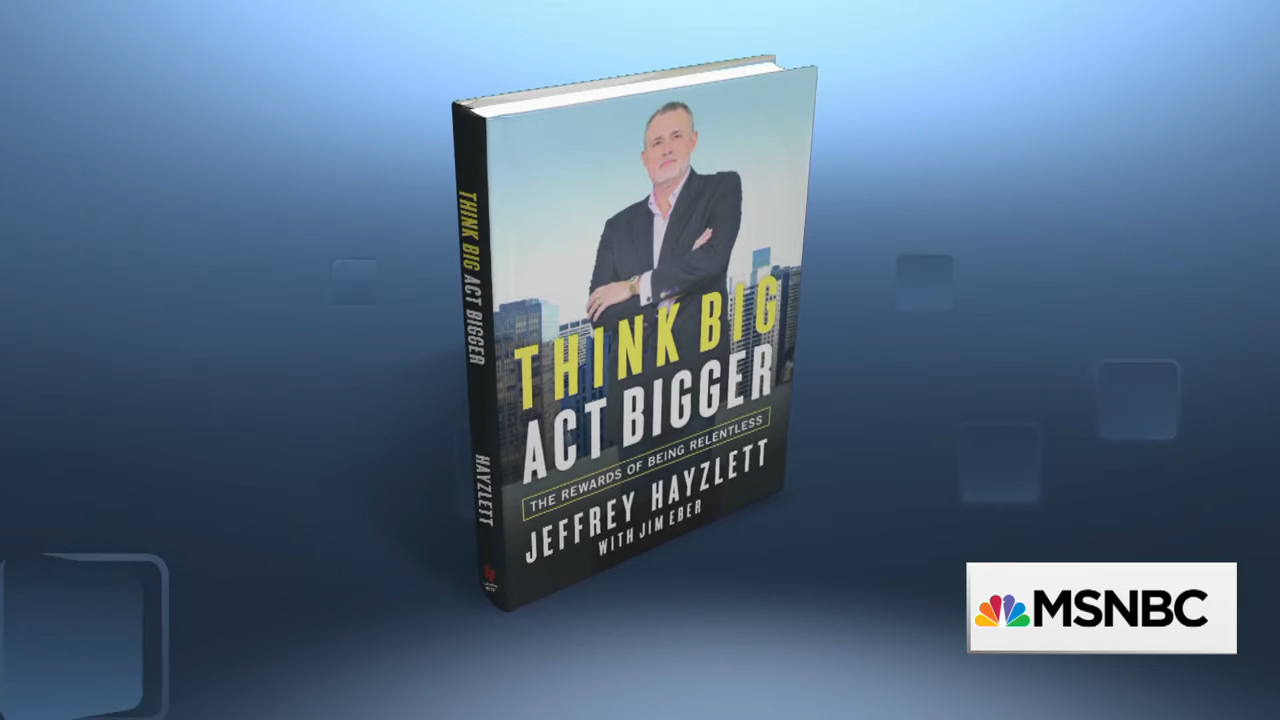 THINK BIG ACT BIGGER
HAYZLETT
THINK BIG
ACT BIGGER
THE REWARDS OF BEING RELENTLESS
JEFFREY HAYZLETT
WITH JIM EBER
MSNBC